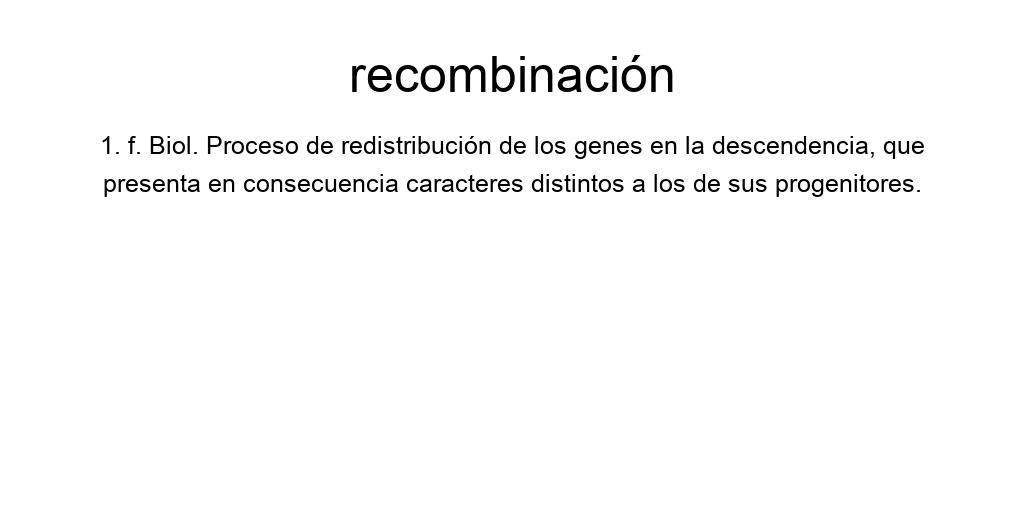 recombinación
1. f. Biol. Proceso de redistribución de los genes en la descendencia, que
presenta en consecuencia caracteres distintos a los de sus progenitores.